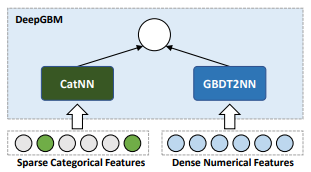 DeepGBM
CatNN
GBDT2NN
Sparse Categorical Features
Dense Numerical Features